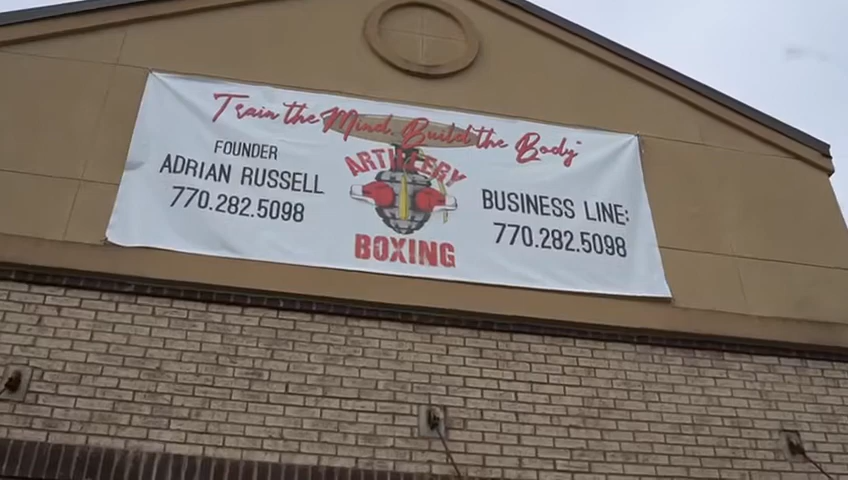 Train the Mind. Build the Body
FOUNDER
ADRIAN RUSSELL
770.282.5098
ARTILLERY
BOXING
BUSINESS LINE:
770.282.5098